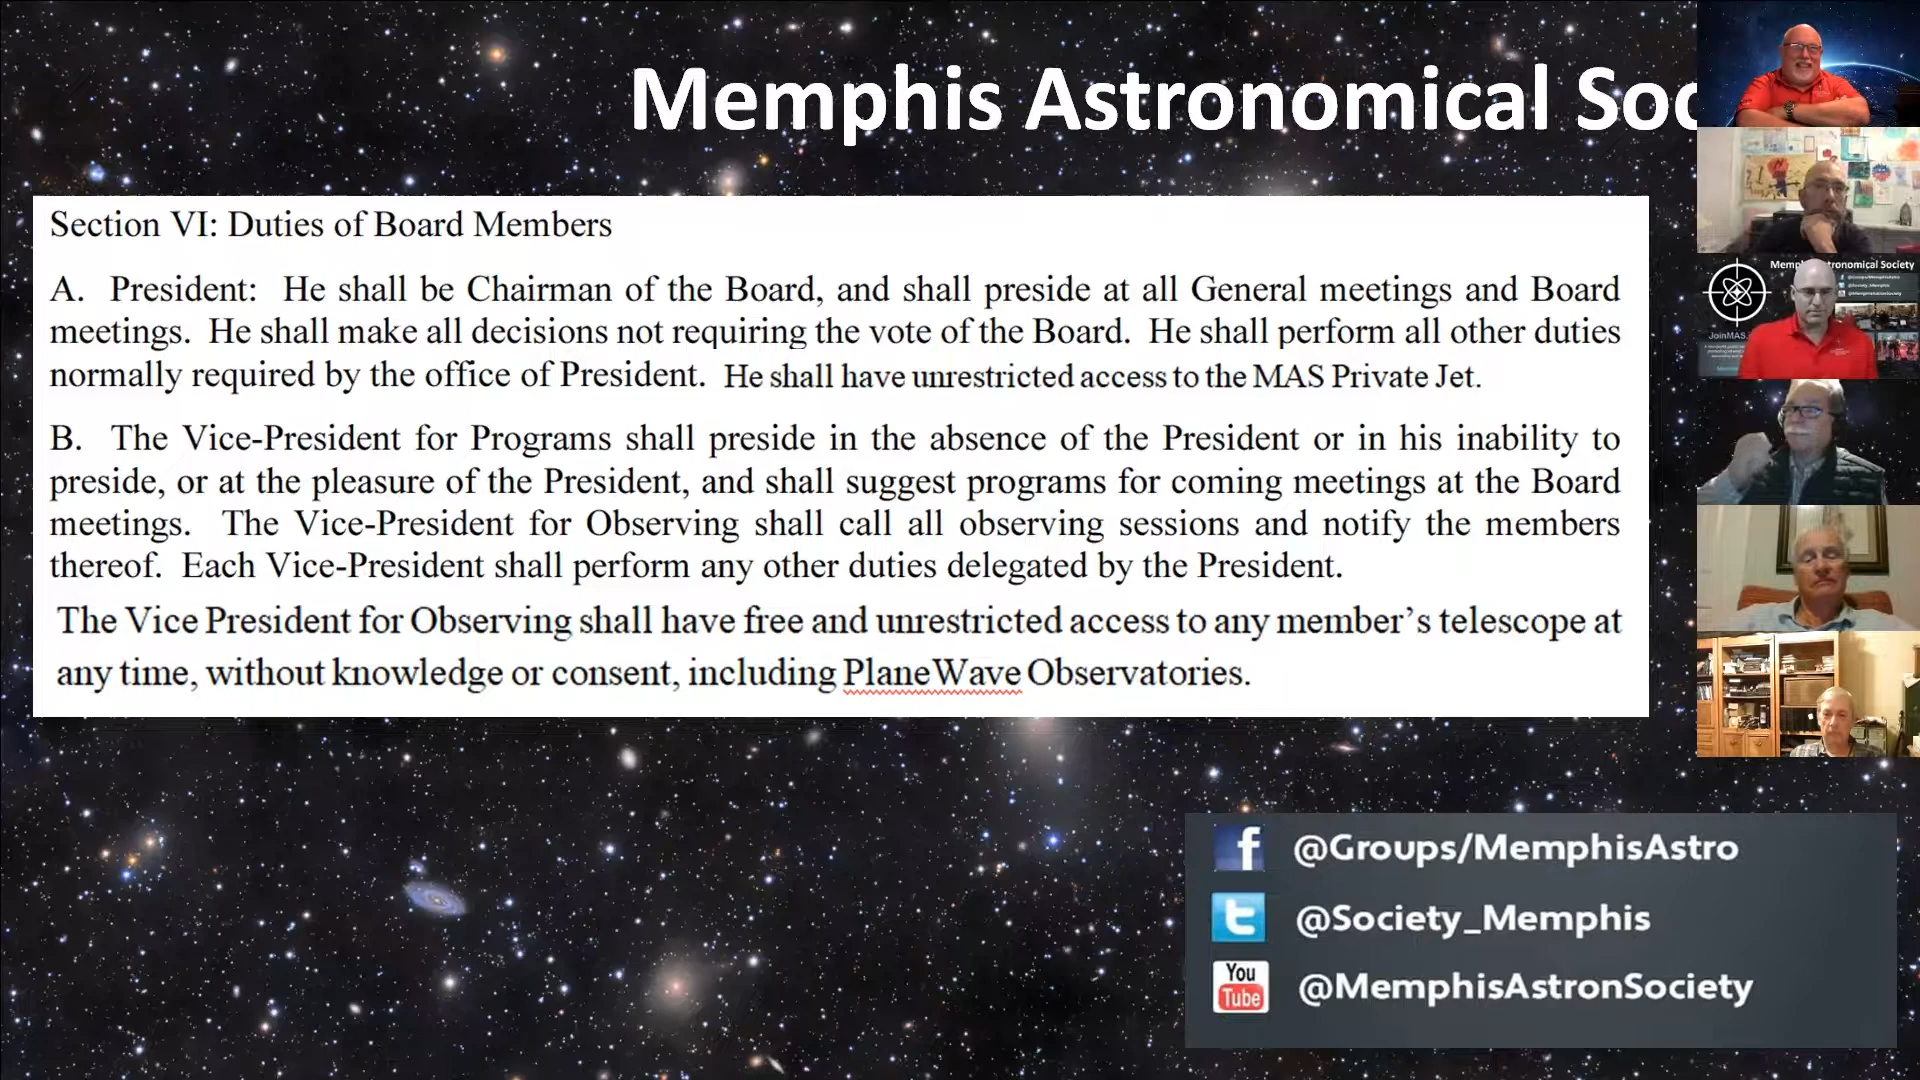 Memphis Astronomical Soc
Section VI: Duties of Board Members
A. President: He shall be Chairman of the Board, and shall preside at all General meetings and Board
meetings. He shall make all decisions not requiring the vote of the Board. He shall perform all other duties
normally required by the office of President. He shall have unrestricted access to the MAS Private Jet.
B. The Vice-President for Programs shall preside in the absence of the President or in his inability to
preside, or at the pleasure of the President, and shall suggest programs for coming meetings at the Board
meetings. The Vice-President for Observing shall call all observing sessions and notify the members
thereof. Each Vice-President shall perform any other duties delegated by the President.
The Vice President for Observing shall have free and unrestricted access to any member’s telescope at
any time, without knowledge or consent, including PlaneWave Observatories.
f @Groups/MemphisAstro
t @Society_Memphis
You
Tube @MemphisAstronSociety
Society
JoinMAS